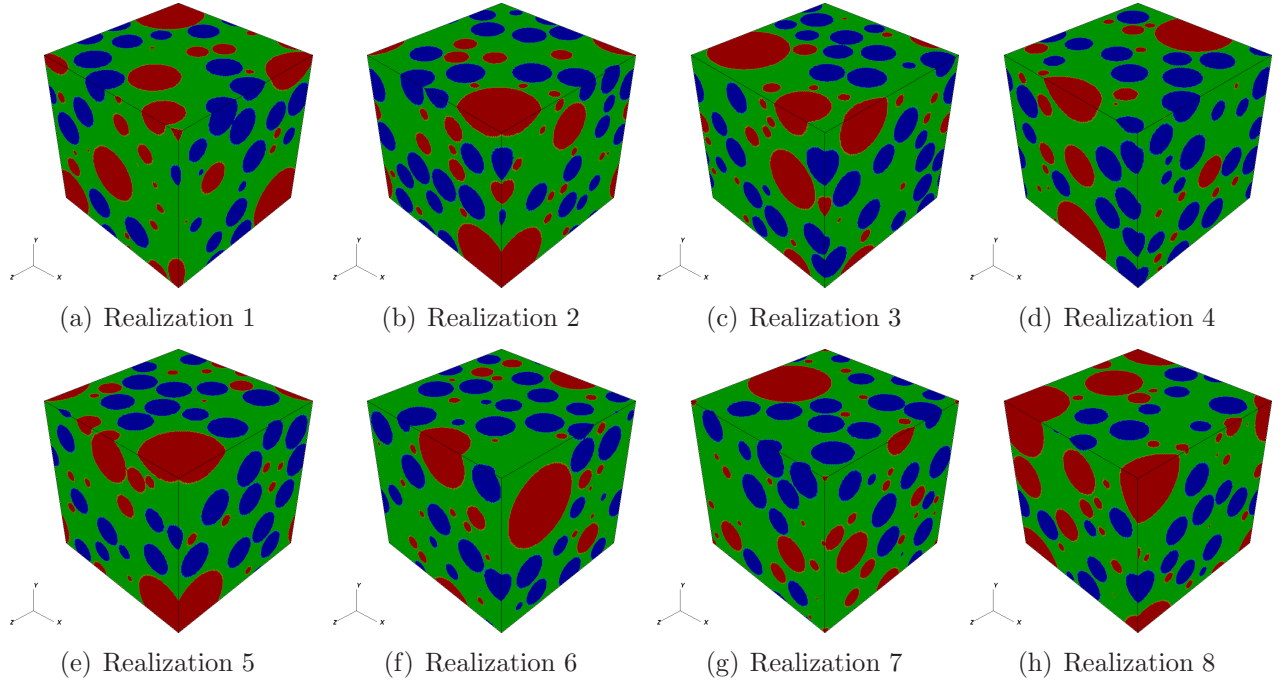 Y Y Y Y
Z X Z X Z X Z X
(a) Realization 1 (b) Realization 2 (c) Realization 3 (d) Realization 4
Y Y Y Y
Z X Z X Z X Z X
(e) Realization 5 (f) Realization 6 (g) Realization 7 (h) Realization 8